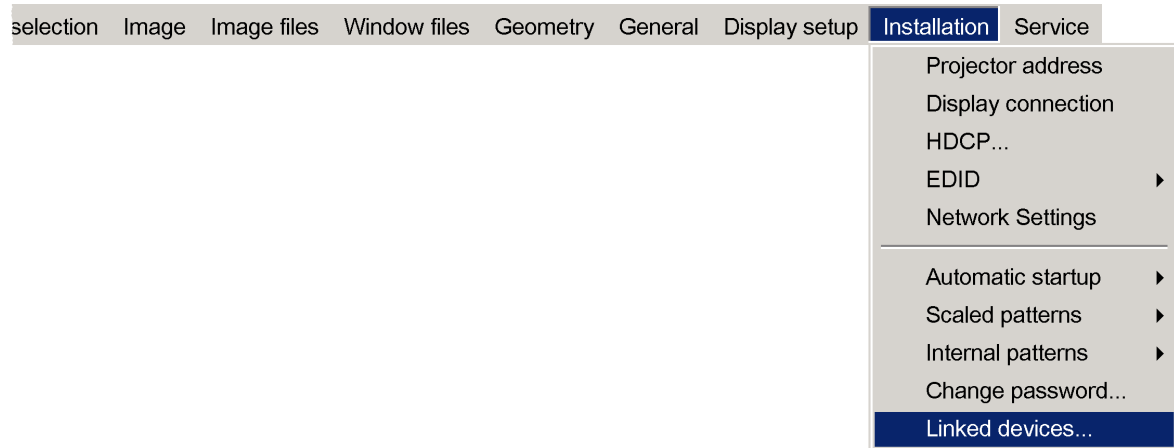 selection Image Image files Window files Geometry General Display setup Installation Service
Projector address
Display connection
HDCP...
EDID
Network Settings
Automatic startup
Scaled patterns
Internal patterns
Change password...
Linked devices...